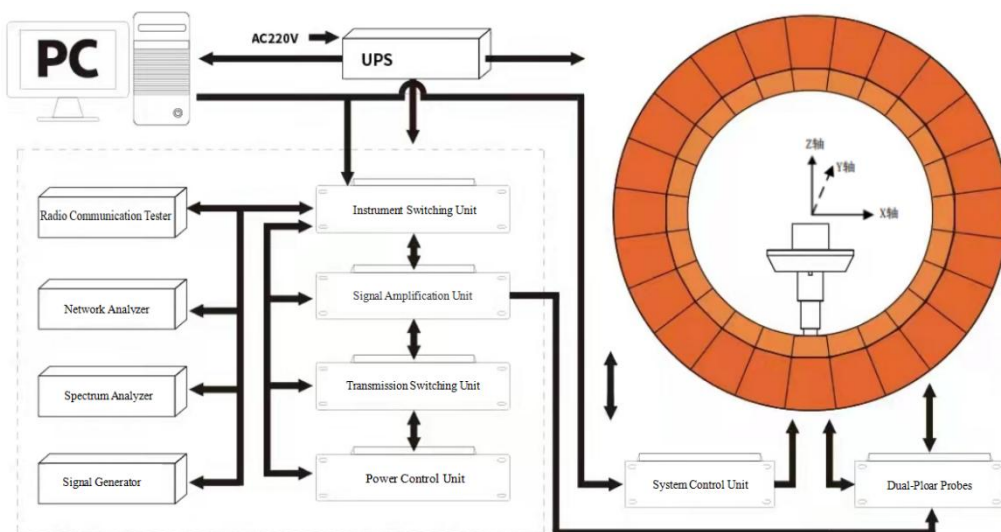 PC
AC220V
UPS
Z轴
Y轴
X轴
Radio Communication Tester
Instrument Switching Unit
Network Analyzer
Signal Amplification Unit
Spectrum Analyzer
Transmission Switching Unit
Signal Generator
Power Control Unit
System Control Unit
Dual-Ploar Probes